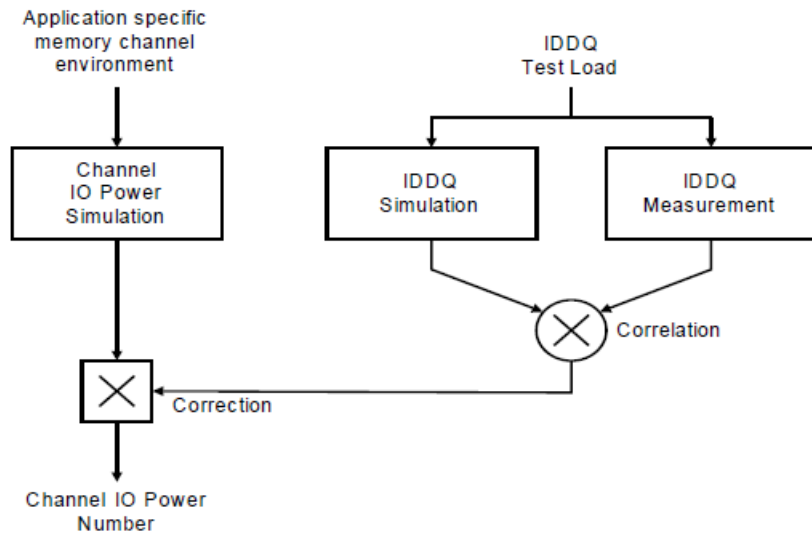 Application specific
memory channel
environment
IDDQ
Test Load
Channel
IO Power
Simulation
IDDQ
Simulation
IDDQ
Measurement
Correlation
Correction
Channel IO Power
Number